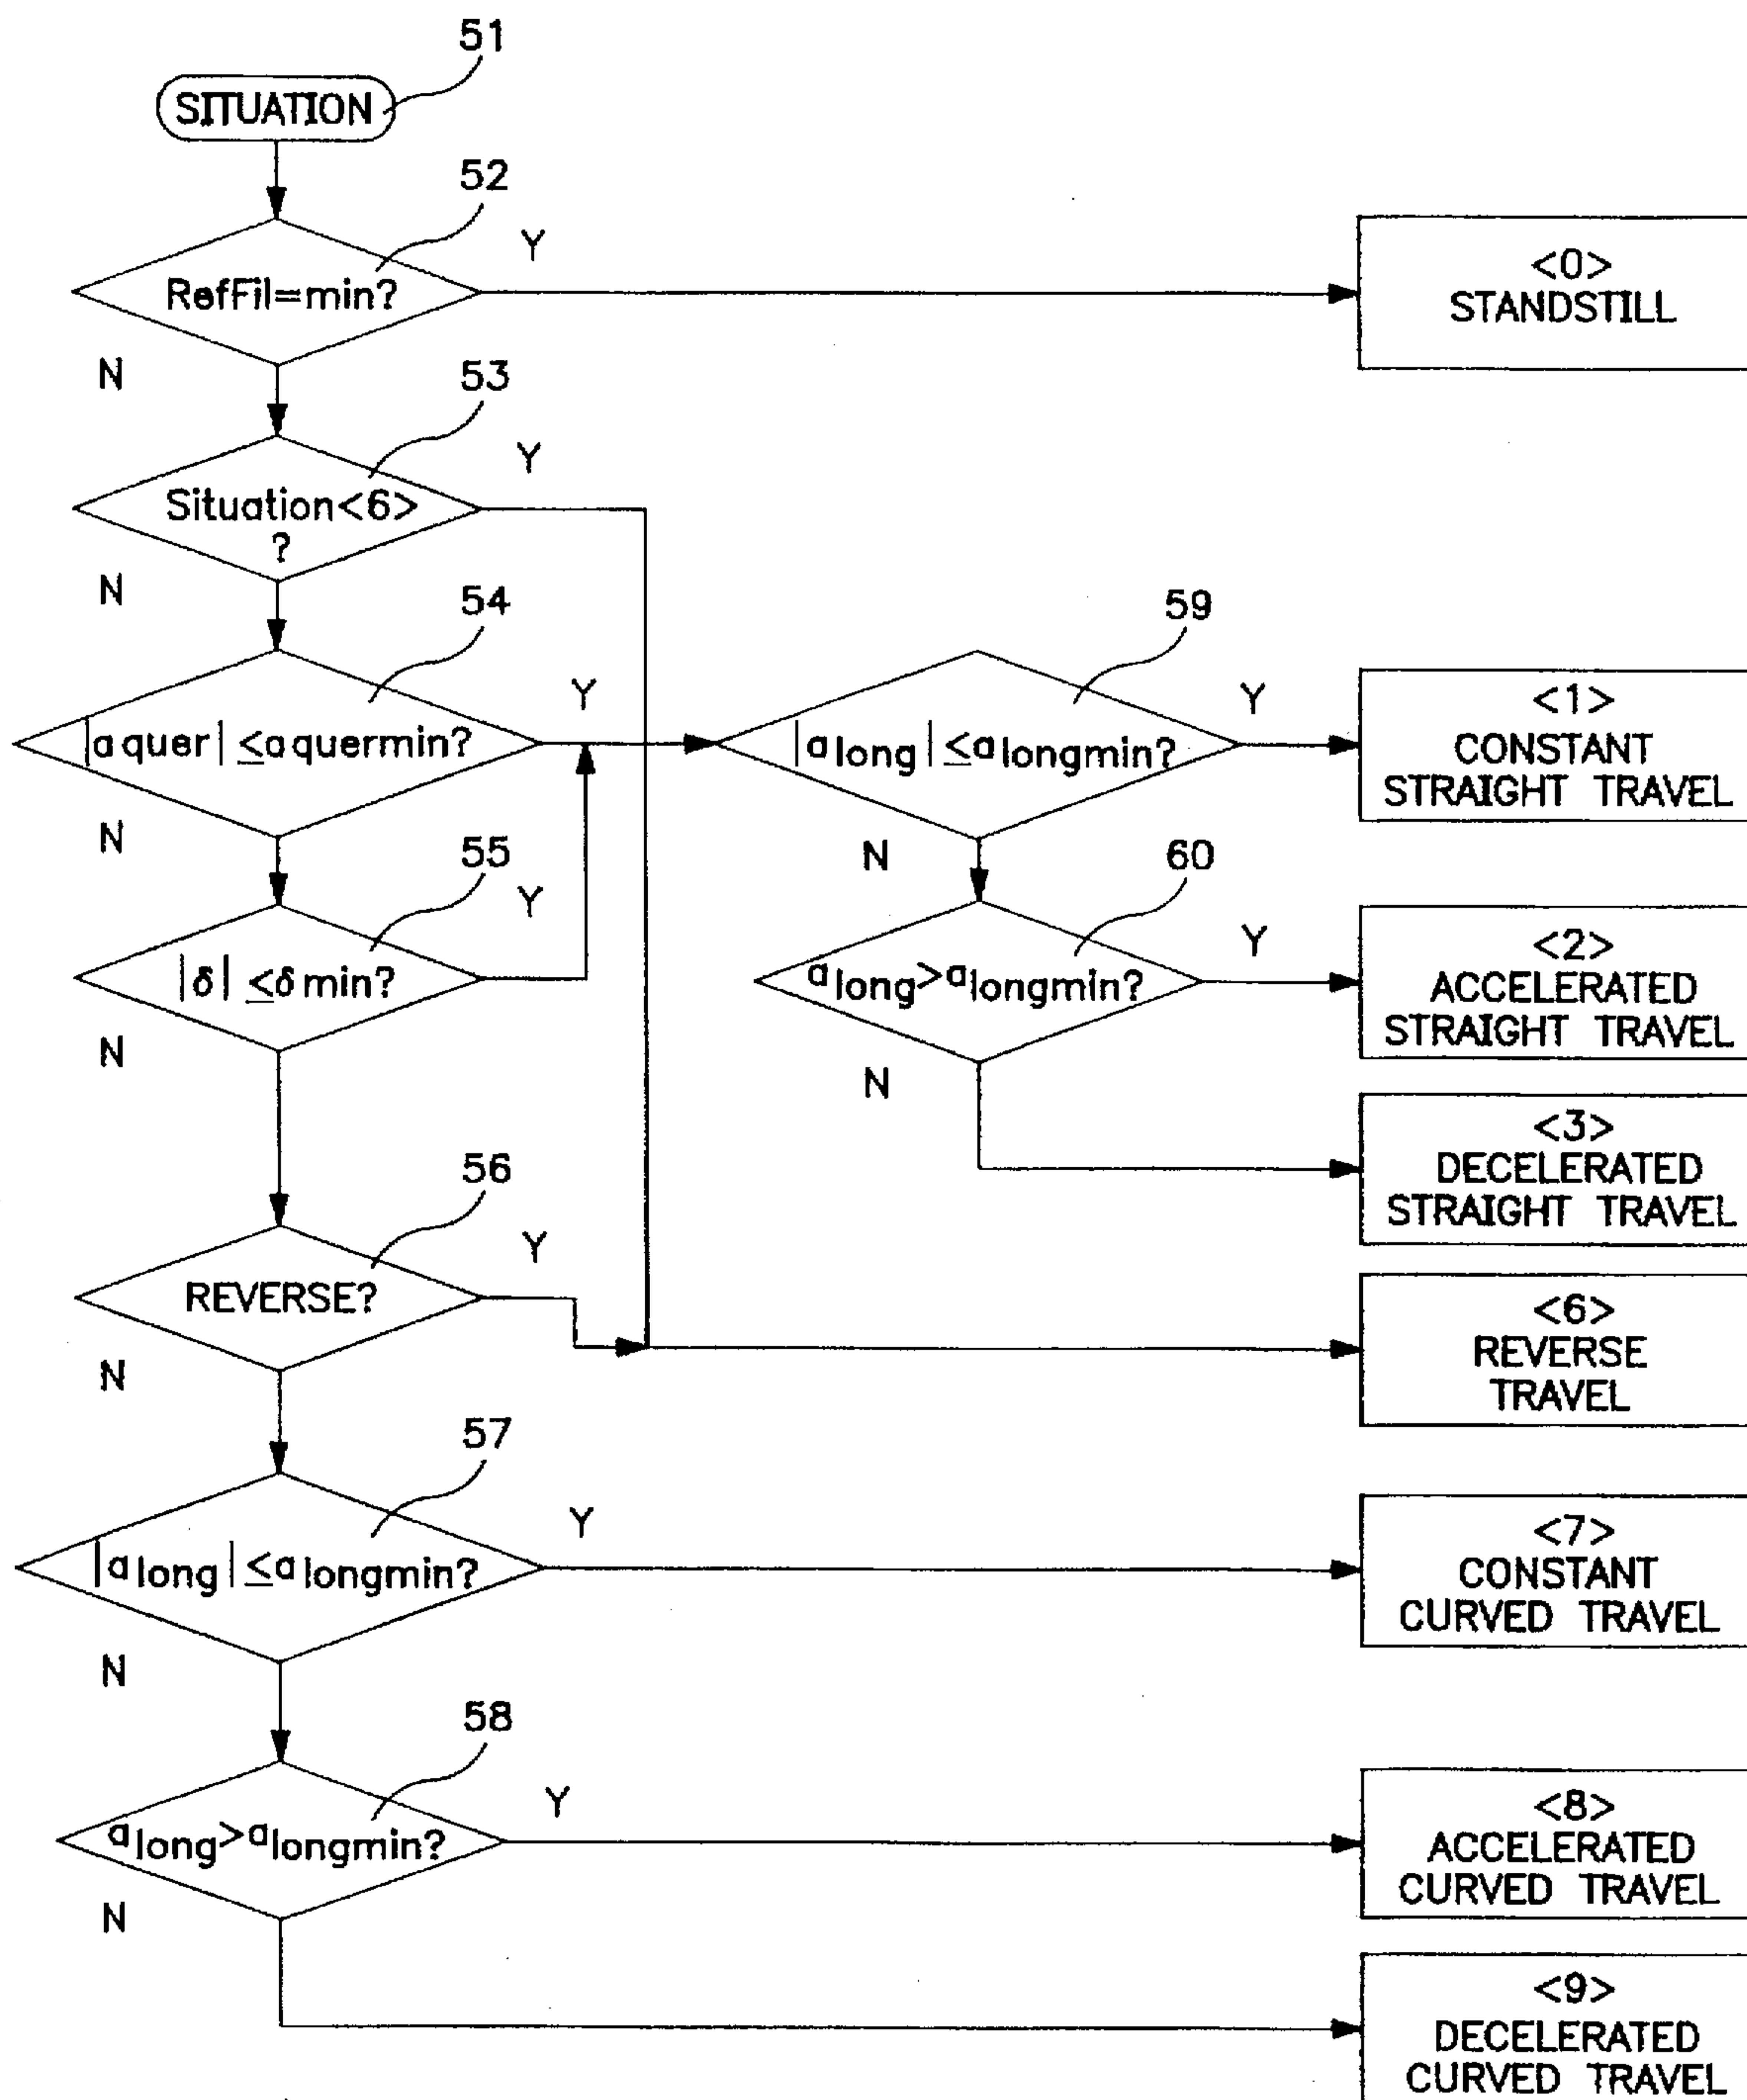 51
SITUATION
52
Y
RefFil=min?
<0>
STANDSTILL
N
53
Y
Situation<6>
?
N
54
59
Y
|a quer| ≤a quermin?
Y
|a long| ≤a longmin?
<1>
CONSTANT
STRAIGHT TRAVEL
N
55
N
60
Y
|δ| ≤δ min?
Y
a long>a longmin?
<2>
ACCELERATED
STRAIGHT TRAVEL
N
N
<3>
DECELERATED
STRAIGHT TRAVEL
56
Y
REVERSE?
<6>
REVERSE
TRAVEL
N
57
Y
|a long| ≤a longmin?
<7>
CONSTANT
CURVED TRAVEL
N
58
Y
a long>a longmin?
<8>
ACCELERATED
CURVED TRAVEL
N
<9>
DECELERATED
CURVED TRAVEL